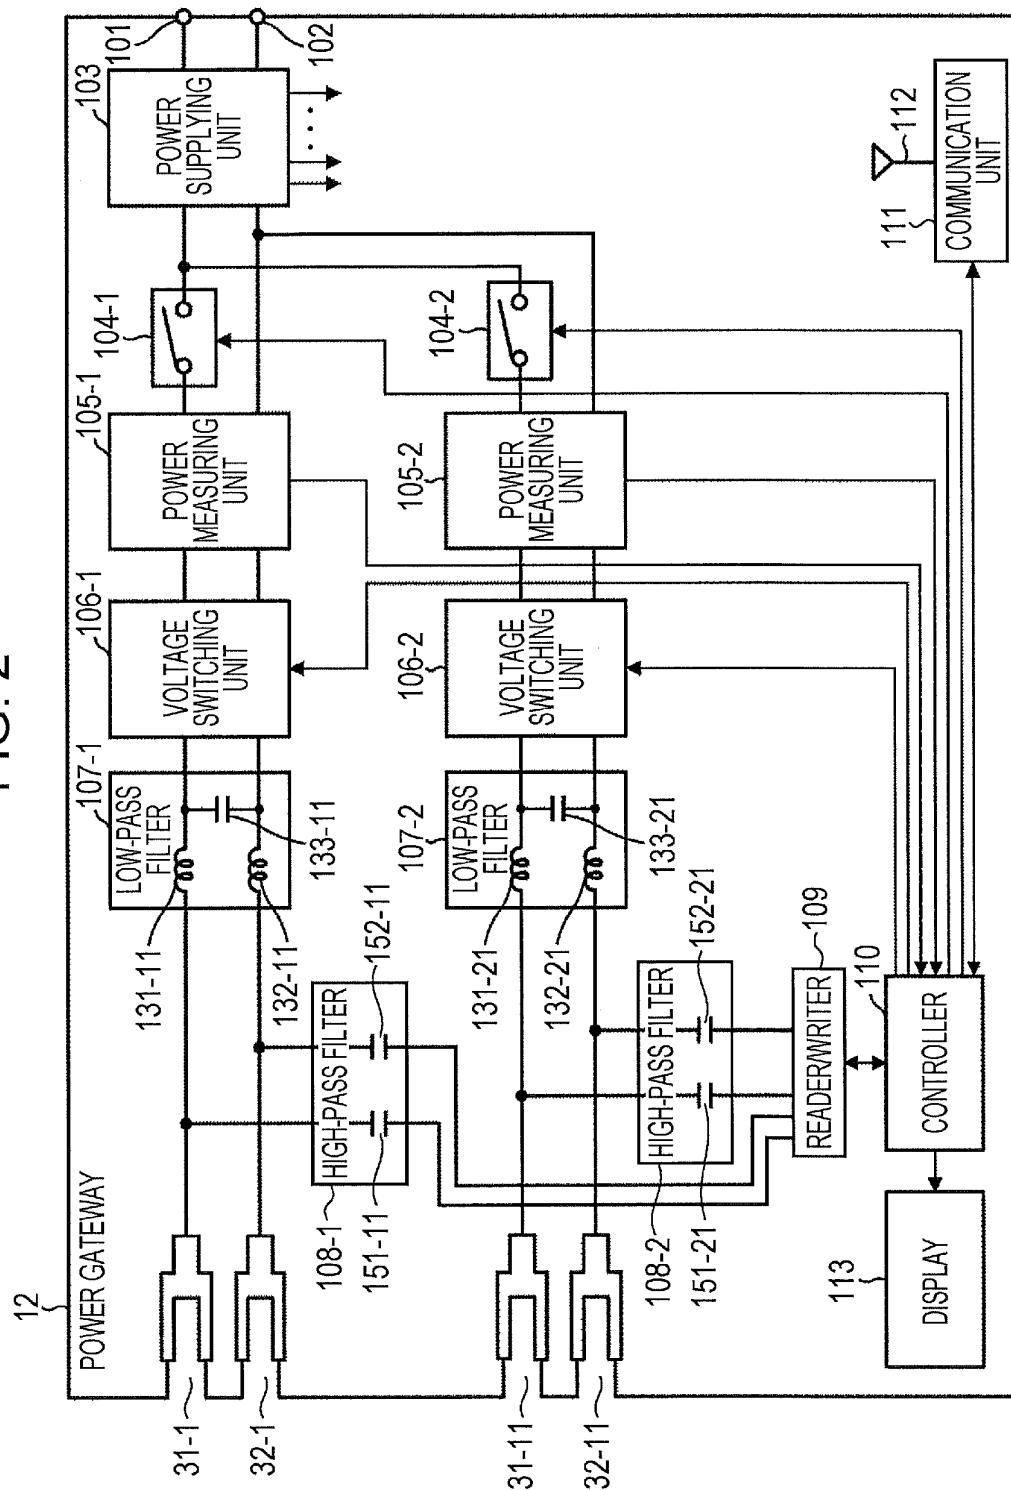 FIG. 2
12
POWER GATEWAY
31-1
32-1
31-11
32-11
107-1
LOW-PASS
FILTER
131-11
132-11
133-11
106-1
VOLTAGE
SWITCHING
UNIT
105-1
POWER
MEASURING
UNIT
104-1
103
POWER
SUPPLYING
UNIT
101
102
108-1
HIGH-PASS FILTER
151-11
152-11
107-2
LOW-PASS
FILTER
131-21
132-21
133-21
106-2
VOLTAGE
SWITCHING
UNIT
105-2
POWER
MEASURING
UNIT
104-2
108-2
HIGH-PASS FILTER
151-21
152-21
109
READER/WRITER
110
CONTROLLER
113
DISPLAY
111
COMMUNICATION
UNIT
112